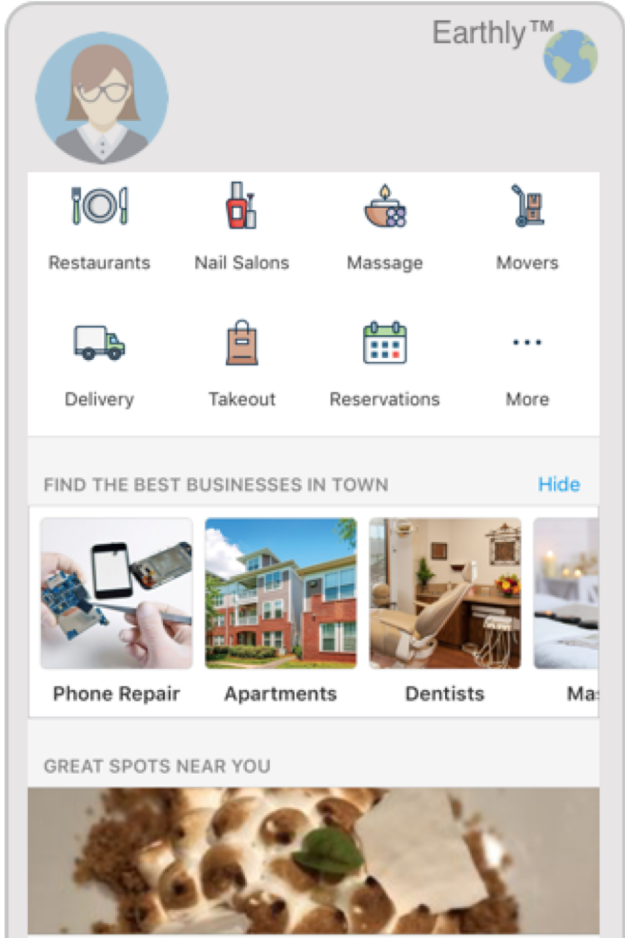 Earthly™
Restaurants Nail Salons Massage Movers
Delivery Takeout Reservations More
FIND THE BEST BUSINESSES IN TOWN Hide
Phone Repair Apartments Dentists Mas
GREAT SPOTS NEAR YOU